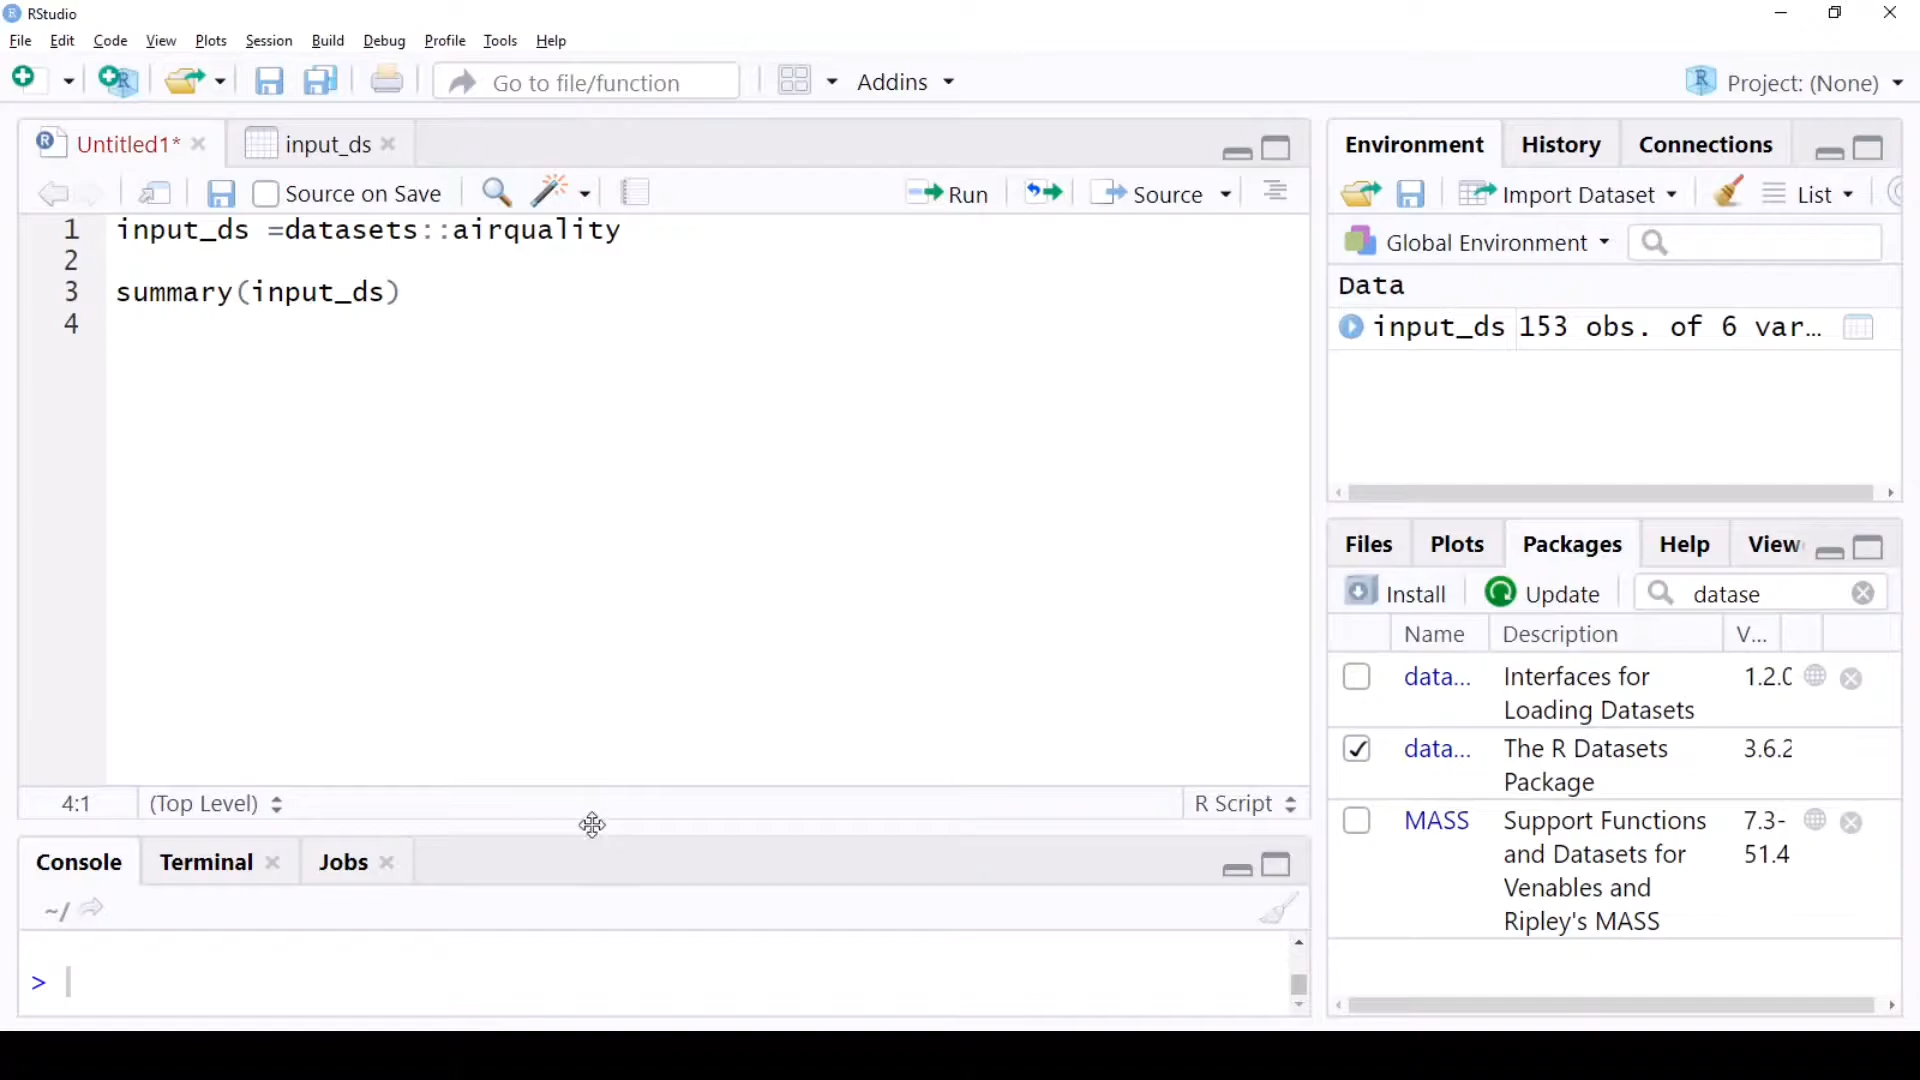 RStudio
File Edit Code View Plots Session Build Debug Profile Tools Help
Go to file/function Addins Project: (None)
Untitled1* input_ds
Source on Save Run Source
1 input_ds =datasets::airquality
2
3 summary(input_ds)
4
4:1 (Top Level) R Script
Console Terminal Jobs
~/
>
Environment History Connections
Import Dataset List
Global Environment
Data
input_ds 153 obs. of 6 var…
Files Plots Packages Help View
Install Update datase
Name Description V...
data... Interfaces for 1.2.0
Loading Datasets
data... The R Datasets 3.6.2
Package
MASS Support Functions 7.3-
and Datasets for 51.4
Venables and
Ripley's MASS